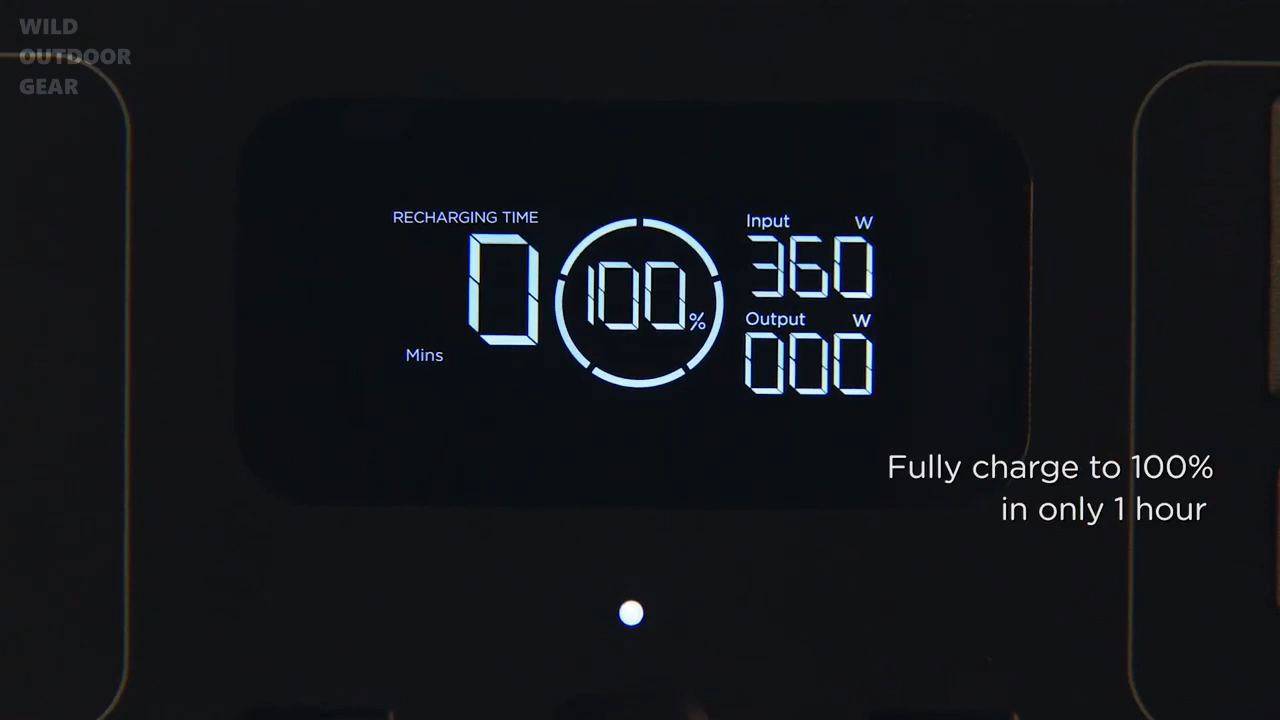 WILD
OUTDOOR
GEAR
RECHARGING TIME
0
Mins
100%
Input W
360
Output W
000
Fully charge to 100%
in only 1 hour